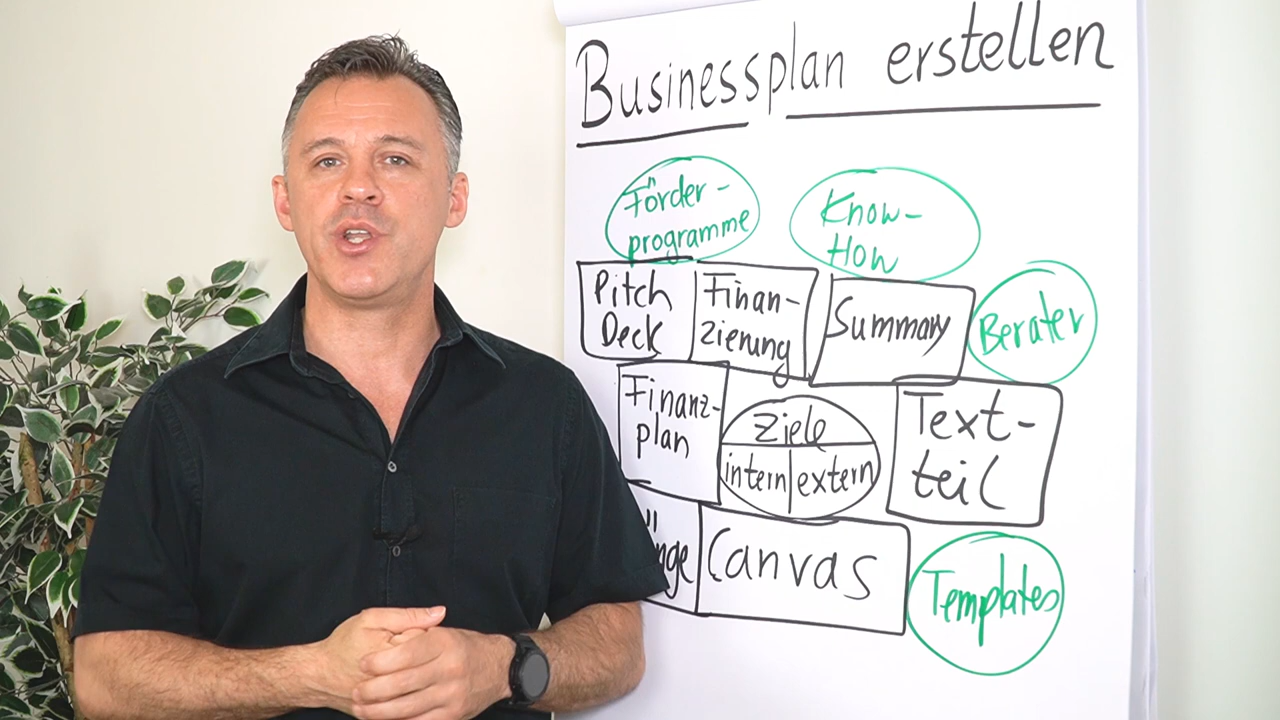 Businessplan erstellen
Förder-
programme
Know-
How
Pitch
Deck
Finan-
zierung
Summary
Berater
Finanz-
plan
Ziele
intern extern
Text-
teil
Canvas
Templates